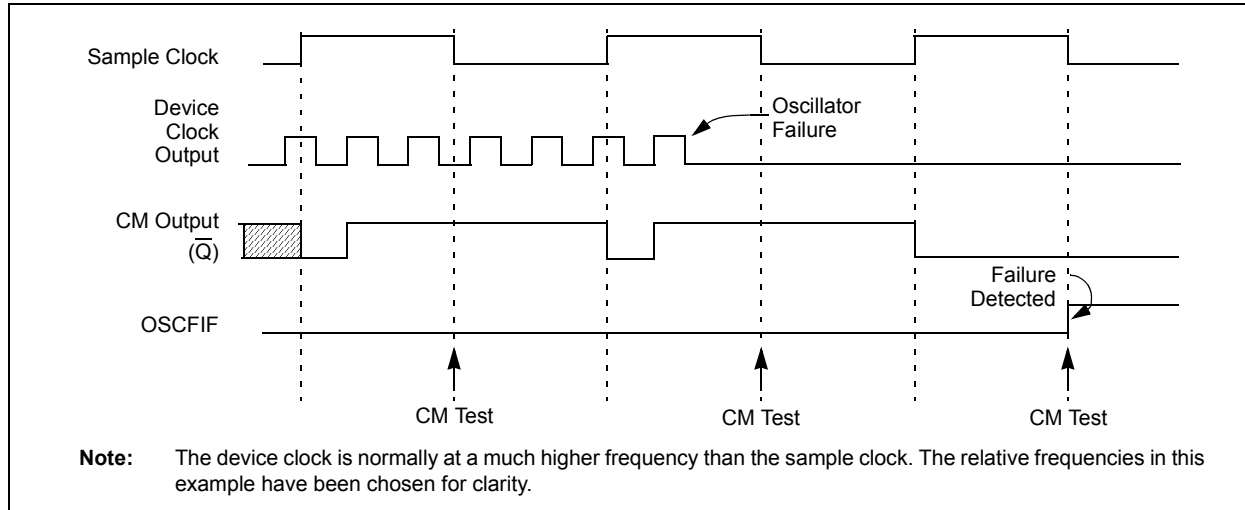 Sample Clock
Device
Clock
Output
Oscillator
Failure
CM Output
(Q̅)
Failure
Detected
OSCFIF
CM Test
CM Test
CM Test
Note: The device clock is normally at a much higher frequency than the sample clock. The relative frequencies in this
example have been chosen for clarity.